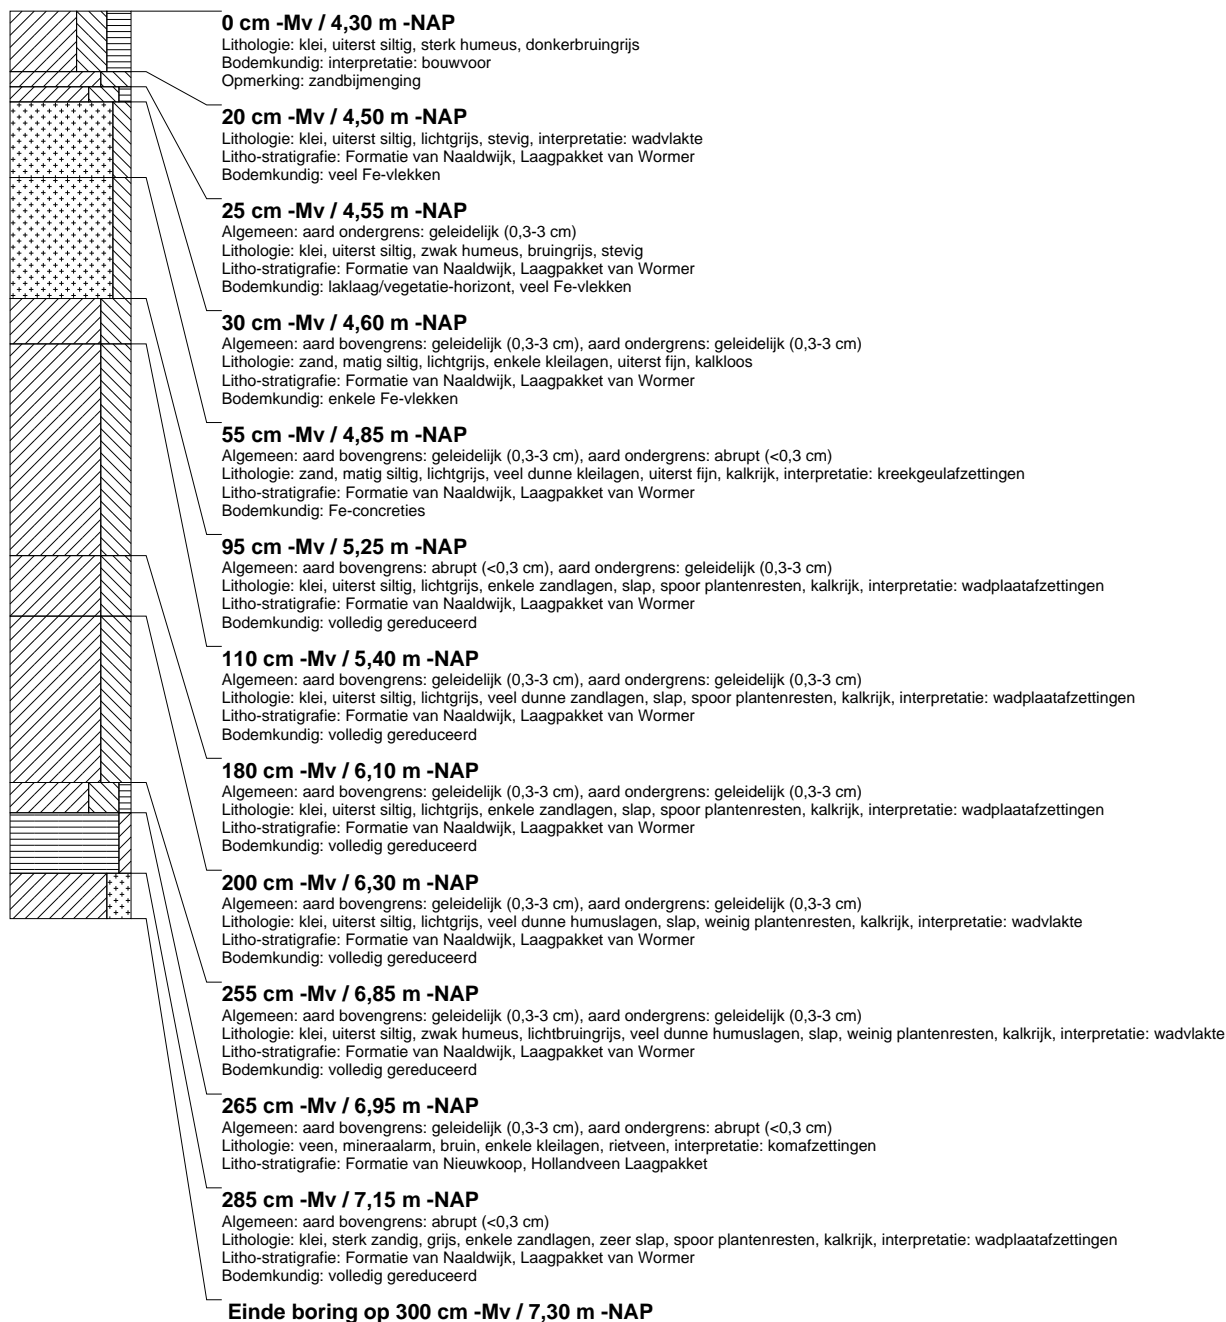 0 cm -Mv / 4,30 m -NAP
Lithologie: klei, uiterst siltig, sterk humeus, donkerbruingrijs
Bodemkundig: interpretatie: bouwvoor
Opmerking: zandbijmenging
20 cm -Mv / 4,50 m -NAP
Lithologie: klei, uiterst siltig, lichtgrijs, stevig, interpretatie: wadvlakte
Litho-stratigrafie: Formatie van Naaldwijk, Laagpakket van Wormer
Bodemkundig: veel Fe-vlekken
25 cm -Mv / 4,55 m -NAP
Algemeen: aard ondergrens: geleidelijk (0,3-3 cm)
Lithologie: klei, uiterst siltig, zwak humeus, bruingrijs, stevig
Litho-stratigrafie: Formatie van Naaldwijk, Laagpakket van Wormer
Bodemkundig: laklaag/vegetatie-horizont, veel Fe-vlekken
30 cm -Mv / 4,60 m -NAP
Algemeen: aard bovengrens: geleidelijk (0,3-3 cm), aard ondergrens: geleidelijk (0,3-3 cm)
Lithologie: zand, matig siltig, lichtgrijs, enkele kleilagen, uiterst fijn, kalkloos
Litho-stratigrafie: Formatie van Naaldwijk, Laagpakket van Wormer
Bodemkundig: enkele Fe-vlekken
55 cm -Mv / 4,85 m -NAP
Algemeen: aard bovengrens: geleidelijk (0,3-3 cm), aard ondergrens: abrupt (<0,3 cm)
Lithologie: zand, matig siltig, lichtgrijs, veel dunne kleilagen, uiterst fijn, kalkrijk, interpretatie: kreekgeulafzettingen
Litho-stratigrafie: Formatie van Naaldwijk, Laagpakket van Wormer
Bodemkundig: Fe-concreties
95 cm -Mv / 5,25 m -NAP
Algemeen: aard bovengrens: abrupt (<0,3 cm), aard ondergrens: geleidelijk (0,3-3 cm)
Lithologie: klei, uiterst siltig, lichtgrijs, enkele zandlagen, slap, spoor plantenresten, kalkrijk, interpretatie: wadplaatafzettingen
Litho-stratigrafie: Formatie van Naaldwijk, Laagpakket van Wormer
Bodemkundig: volledig gereduceerd
110 cm -Mv / 5,40 m -NAP
Algemeen: aard bovengrens: geleidelijk (0,3-3 cm), aard ondergrens: geleidelijk (0,3-3 cm)
Lithologie: klei, uiterst siltig, lichtgrijs, veel dunne zandlagen, slap, spoor plantenresten, kalkrijk, interpretatie: wadplaatafzettingen
Litho-stratigrafie: Formatie van Naaldwijk, Laagpakket van Wormer
Bodemkundig: volledig gereduceerd
180 cm -Mv / 6,10 m -NAP
Algemeen: aard bovengrens: geleidelijk (0,3-3 cm), aard ondergrens: geleidelijk (0,3-3 cm)
Lithologie: klei, uiterst siltig, lichtgrijs, enkele zandlagen, slap, spoor plantenresten, kalkrijk, interpretatie: wadplaatafzettingen
Litho-stratigrafie: Formatie van Naaldwijk, Laagpakket van Wormer
Bodemkundig: volledig gereduceerd
200 cm -Mv / 6,30 m -NAP
Algemeen: aard bovengrens: geleidelijk (0,3-3 cm), aard ondergrens: geleidelijk (0,3-3 cm)
Lithologie: klei, uiterst siltig, lichtgrijs, veel dunne humuslagen, slap, weinig plantenresten, kalkrijk, interpretatie: wadvlakte
Litho-stratigrafie: Formatie van Naaldwijk, Laagpakket van Wormer
Bodemkundig: volledig gereduceerd
255 cm -Mv / 6,85 m -NAP
Algemeen: aard bovengrens: geleidelijk (0,3-3 cm), aard ondergrens: geleidelijk (0,3-3 cm)
Lithologie: klei, uiterst siltig, zwak humeus, lichtbruingrijs, veel dunne humuslagen, slap, weinig plantenresten, kalkrijk, interpretatie: wadvlakte
Litho-stratigrafie: Formatie van Naaldwijk, Laagpakket van Wormer
Bodemkundig: volledig gereduceerd
265 cm -Mv / 6,95 m -NAP
Algemeen: aard bovengrens: geleidelijk (0,3-3 cm), aard ondergrens: abrupt (<0,3 cm)
Lithologie: veen, mineraalarm, bruin, enkele kleilagen, rietveen, interpretatie: komafzettingen
Litho-stratigrafie: Formatie van Nieuwkoop, Hollandveen Laagpakket
285 cm -Mv / 7,15 m -NAP
Algemeen: aard bovengrens: abrupt (<0,3 cm)
Lithologie: klei, sterk zandig, grijs, enkele zandlagen, zeer slap, spoor plantenresten, kalkrijk, interpretatie: wadplaatafzettingen
Litho-stratigrafie: Formatie van Naaldwijk, Laagpakket van Wormer
Bodemkundig: volledig gereduceerd
Einde boring op 300 cm -Mv / 7,30 m -NAP